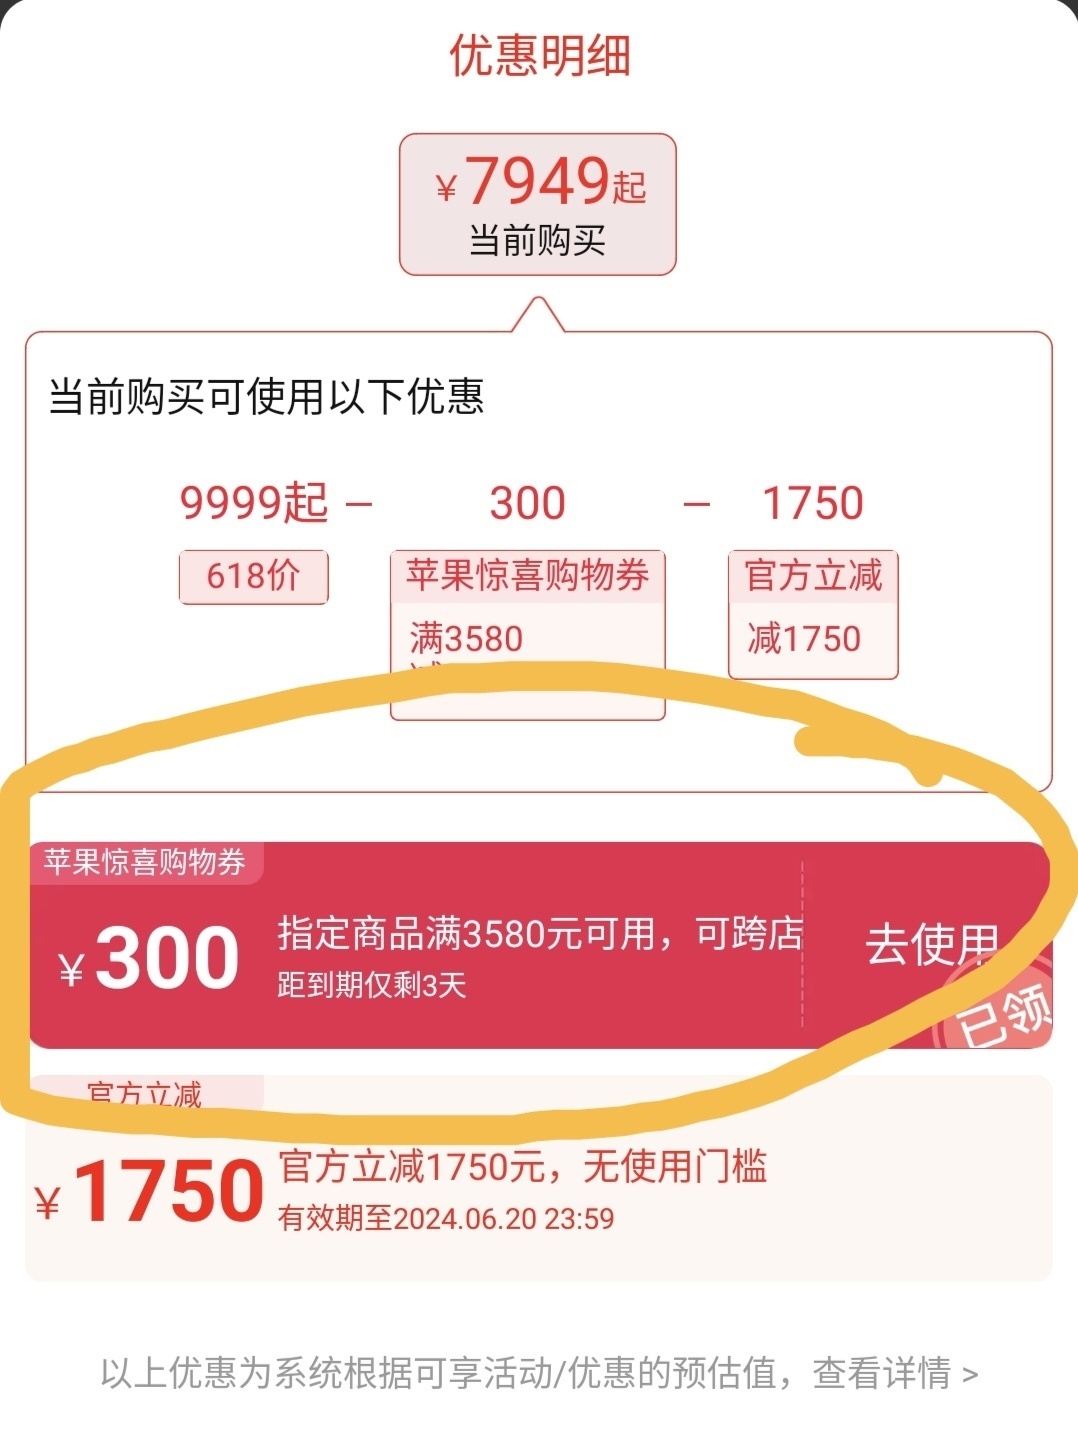 优惠明细
¥7949起
当前购买
当前购买可使用以下优惠
9999起 - 300 - 1750
618价 苹果惊喜购物券 官方立减
满3580 减1750
苹果惊喜购物券
¥300 指定商品满3580元可用，可跨店
距到期仅剩3天
去使用
已领
官方立减
¥1750 官方立减1750元，无使用门槛
有效期至2024.06.20 23:59
以上优惠为系统根据可享活动/优惠的预估值，查看详情 >